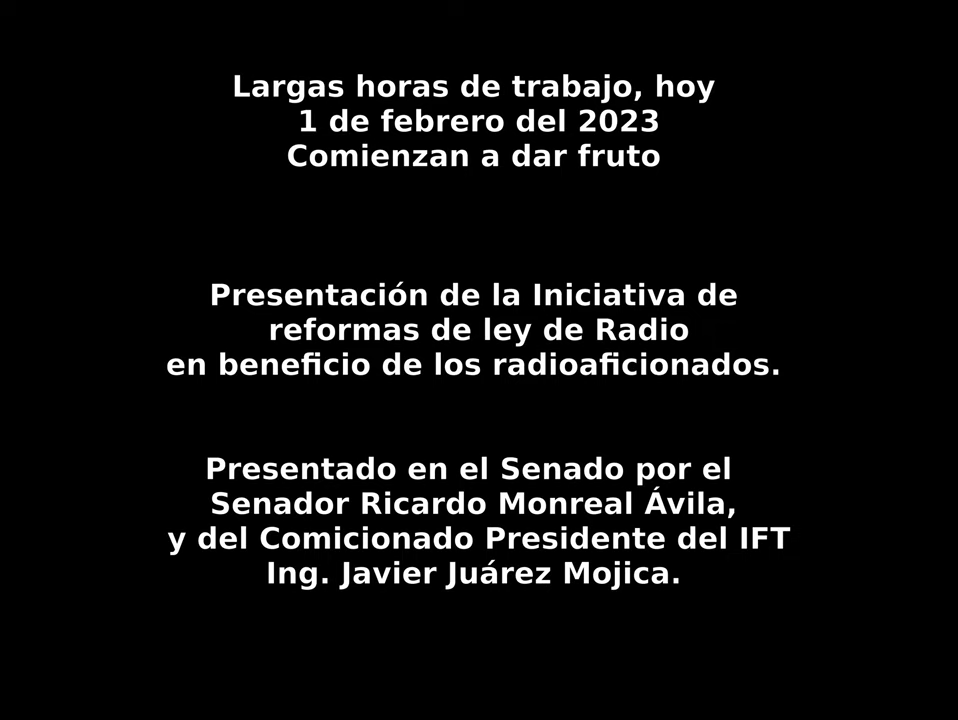 Largas horas de trabajo, hoy
1 de febrero del 2023
Comienzan a dar fruto
Presentación de la Iniciativa de
reformas de ley de Radio
en beneficio de los radioaficionados.
Presentado en el Senado por el
Senador Ricardo Monreal Ávila,
y del Comicionado Presidente del IFT
Ing. Javier Juárez Mojica.